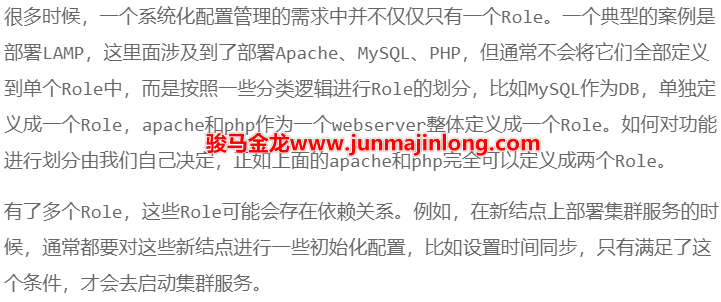 很多时候，一个系统化配置管理的需求中并不仅仅只有一个Role。一个典型的案例是
部署LAMP，这里面涉及到了部署Apache、MySQL、PHP，但通常不会将它们全部定义
到单个Role中，而是按照一些分类逻辑进行Role的划分，比如MySQL作为DB，单独定
义成一个Role，apache和php作为一个webserver整体定义成一个Role。如何对功能
骏马金龙www.junmajinlong.com
进行划分由我们自己决定，正如上面的apache和php完全可以定义成两个Role。
有了多个Role，这些Role可能会存在依赖关系。例如，在新结点上部署集群服务的时
候，通常都要对这些新结点进行一些初始化配置，比如设置时间同步，只有满足了这
个条件，才会去启动集群服务。